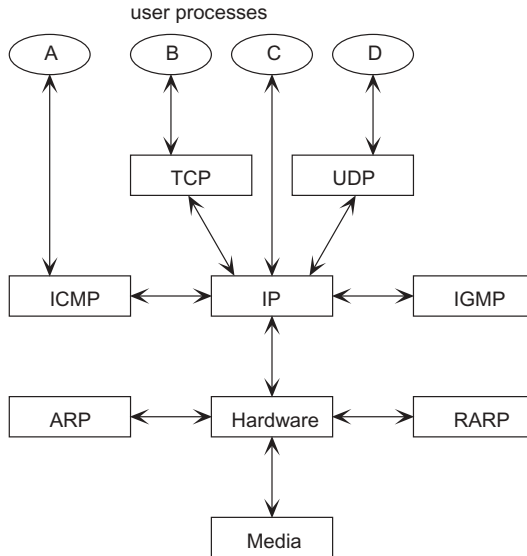 user processes
A B C D
TCP UDP
ICMP IP IGMP
ARP Hardware RARP
Media